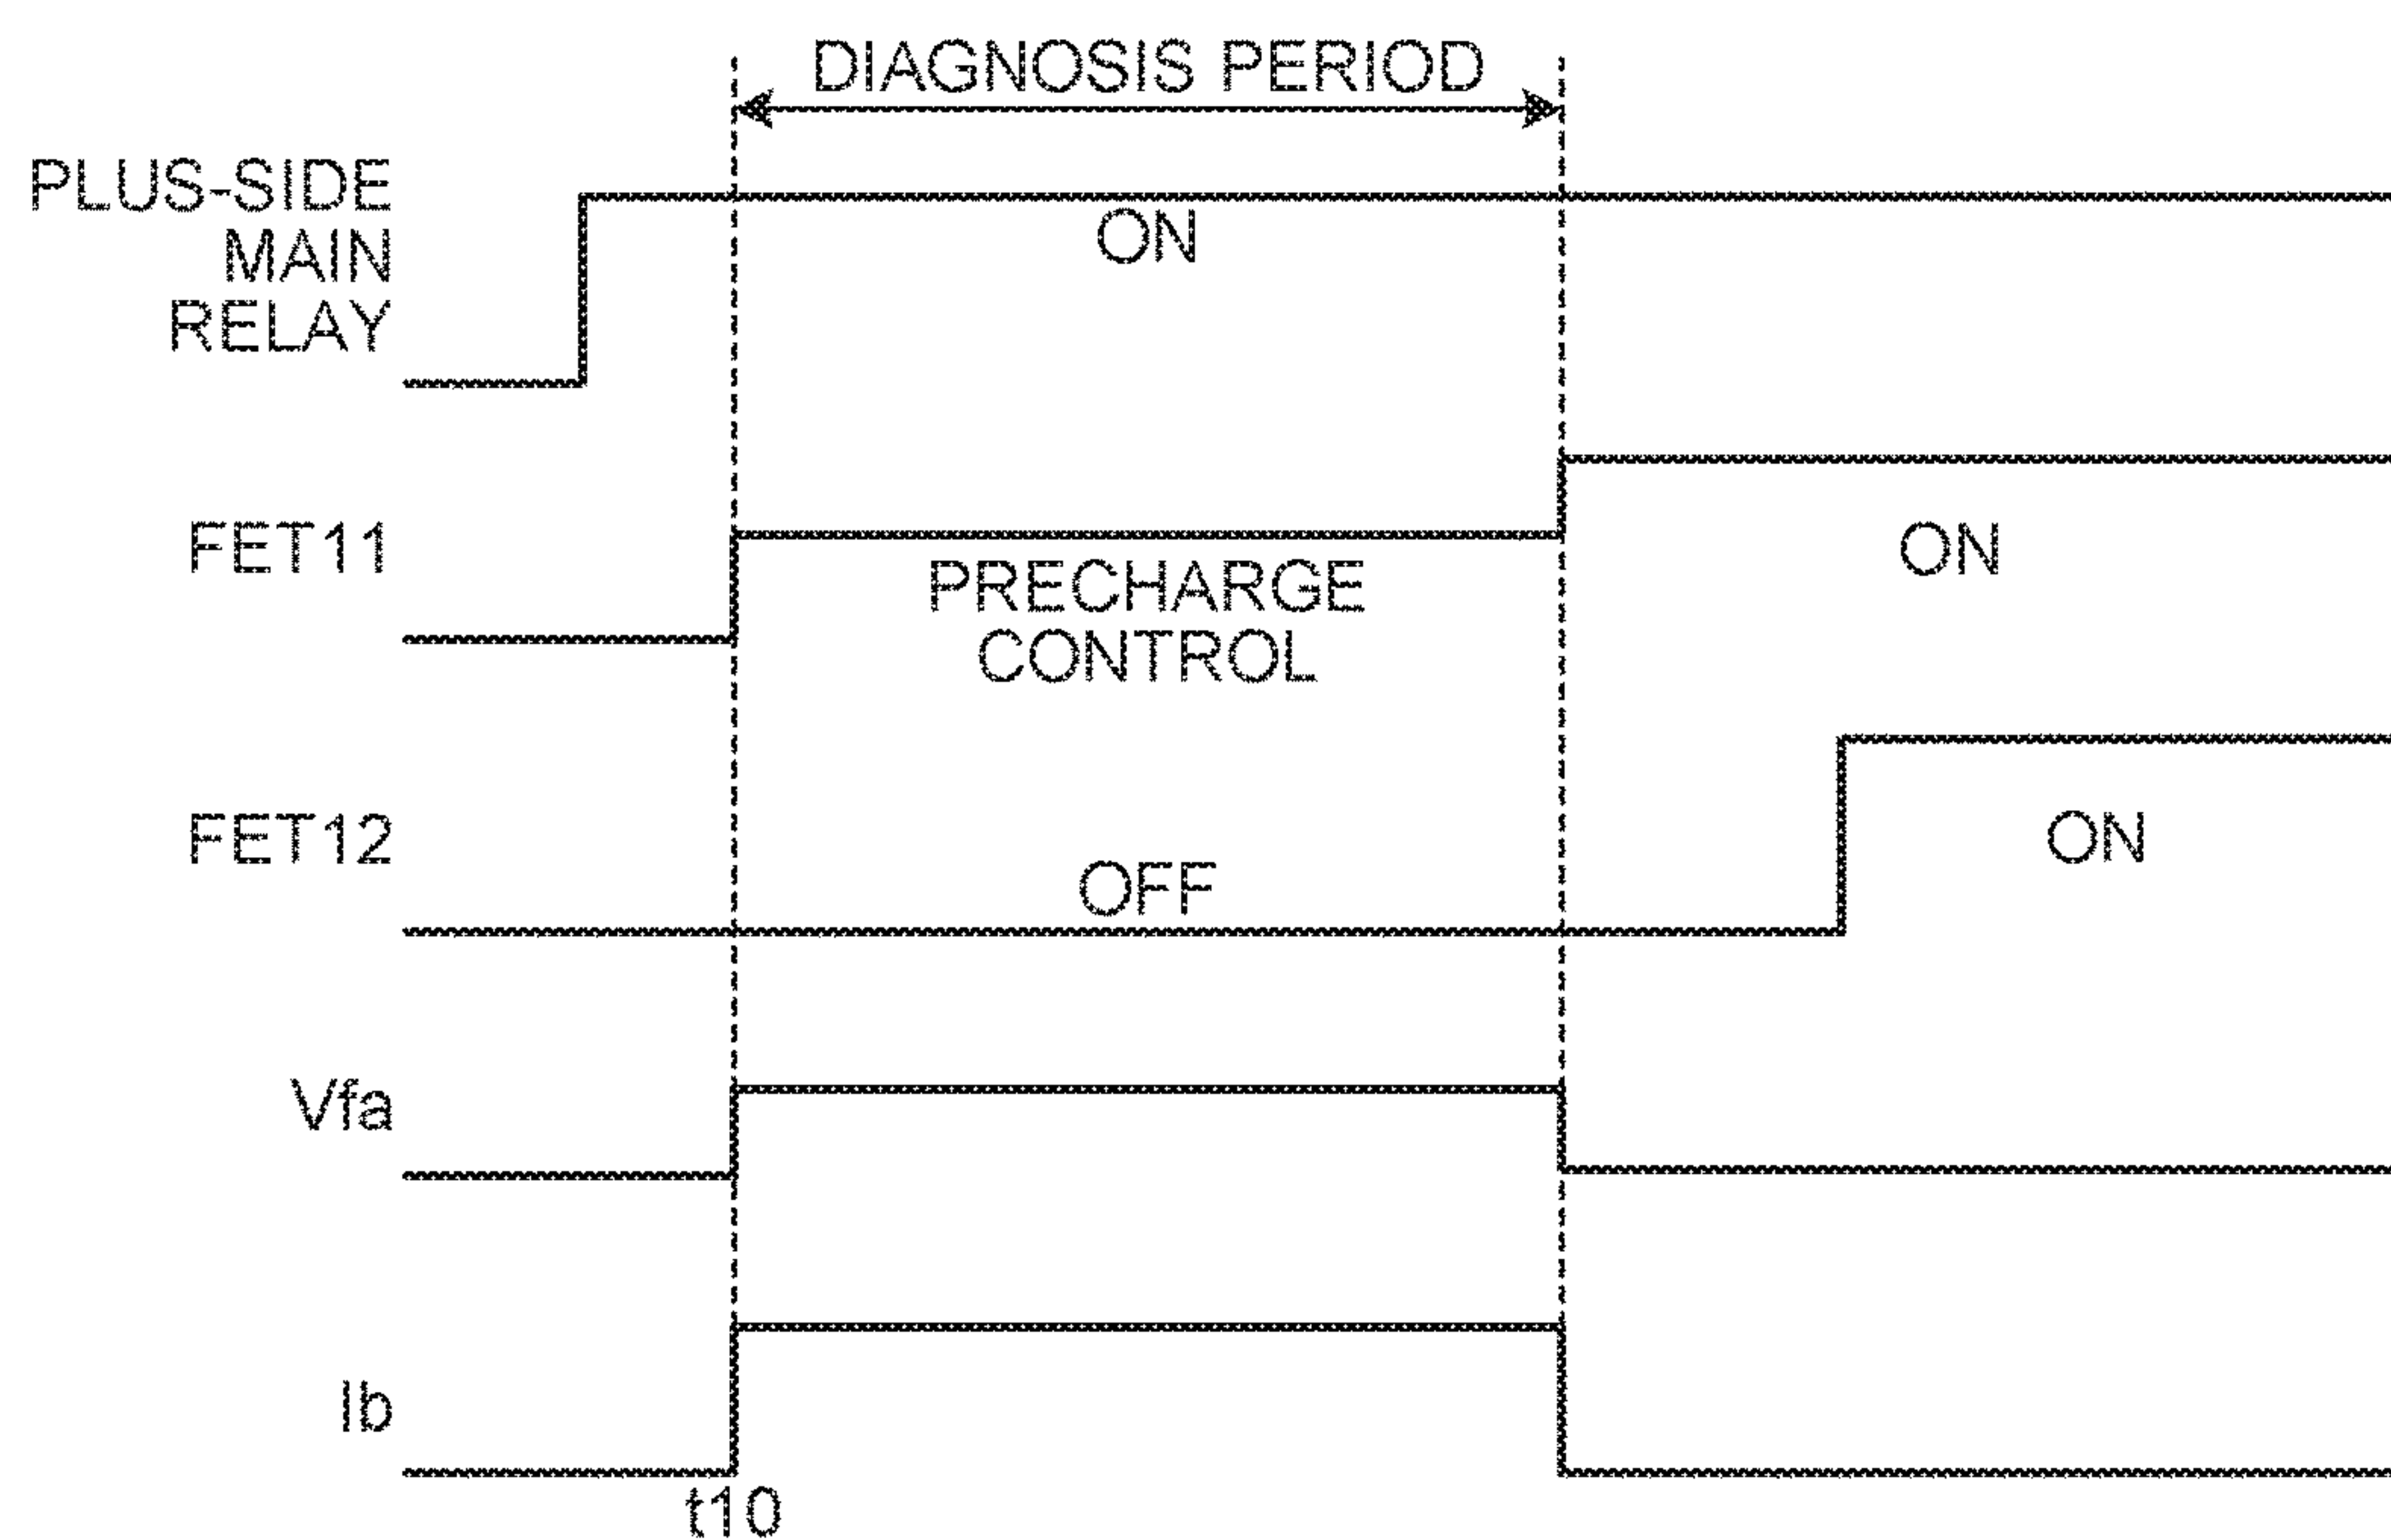 DIAGNOSIS PERIOD
PLUS-SIDE
MAIN
RELAY
ON
FET11
PRECHARGE
CONTROL
ON
FET12
OFF
ON
Vfa
Ib
t10